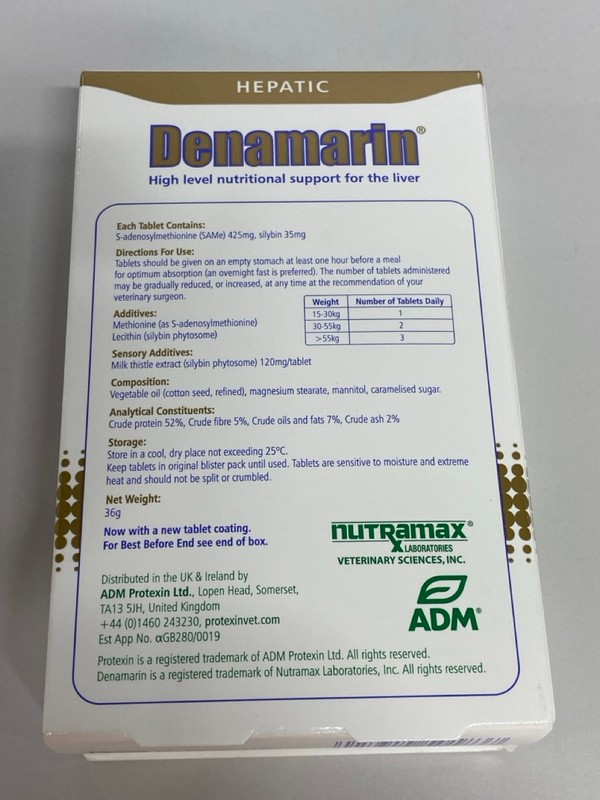 HEPATIC
Denamarin®
High level nutritional support for the liver
Each Tablet Contains:
S-adenosylmethionine (SAMe) 425mg, silybin 35mg
Directions For Use:
Tablets should be given on an empty stomach at least one hour before a meal
for optimum absorption (an overnight fast is preferred). The number of tablets administered
may be gradually reduced, or increased, at any time at the recommendation of your
veterinary surgeon.
Weight Number of Tablets Daily
15-30kg 1
30-55kg 2
>55kg 3
Additives:
Methionine (as S-adenosylmethionine)
Lecithin (silybin phytosome)
Sensory Additives:
Milk thistle extract (silybin phytosome) 120mg/tablet
Composition:
Vegetable oil (cotton seed, refined), magnesium stearate, mannitol, caramelised sugar.
Analytical Constituents:
Crude protein 52%, Crude fibre 5%, Crude oils and fats 7%, Crude ash 2%
Storage:
Store in a cool, dry place not exceeding 25ºC.
Keep tablets in original blister pack until used. Tablets are sensitive to moisture and extreme
heat and should not be split or crumbled.
Net Weight:
36g
Now with a new tablet coating.
For Best Before End see end of box.
nutramax®
LABORATORIES
VETERINARY SCIENCES, INC.
ADM®
Distributed in the UK & Ireland by
ADM Protexin Ltd., Lopen Head, Somerset,
TA13 5JH, United Kingdom
+44 (0)1460 243230, protexinvet.com
Est App No. αGB280/0019
Protexin is a registered trademark of ADM Protexin Ltd. All rights reserved.
Denamarin is a registered trademark of Nutramax Laboratories, Inc. All rights reserved.